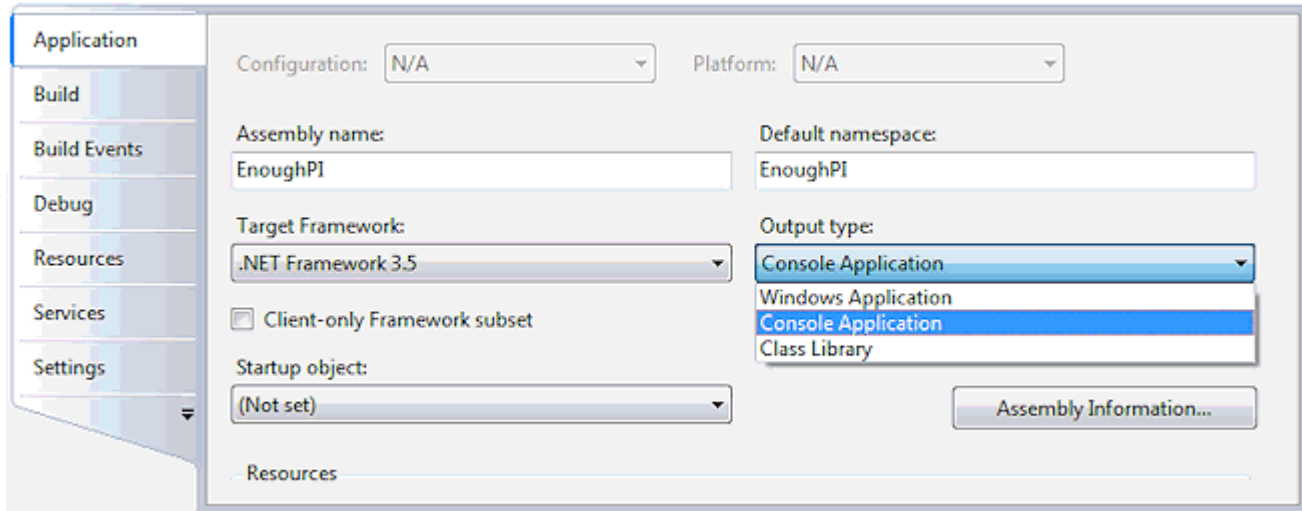 Application
Build
Build Events
Debug
Resources
Services
Settings
Configuration: N/A Platform: N/A
Assembly name: Default namespace:
EnoughPI EnoughPI
Target Framework: Output type:
.NET Framework 3.5 Console Application
Windows Application
Client-only Framework subset Console Application
Class Library
Startup object:
(Not set) Assembly Information...
Resources